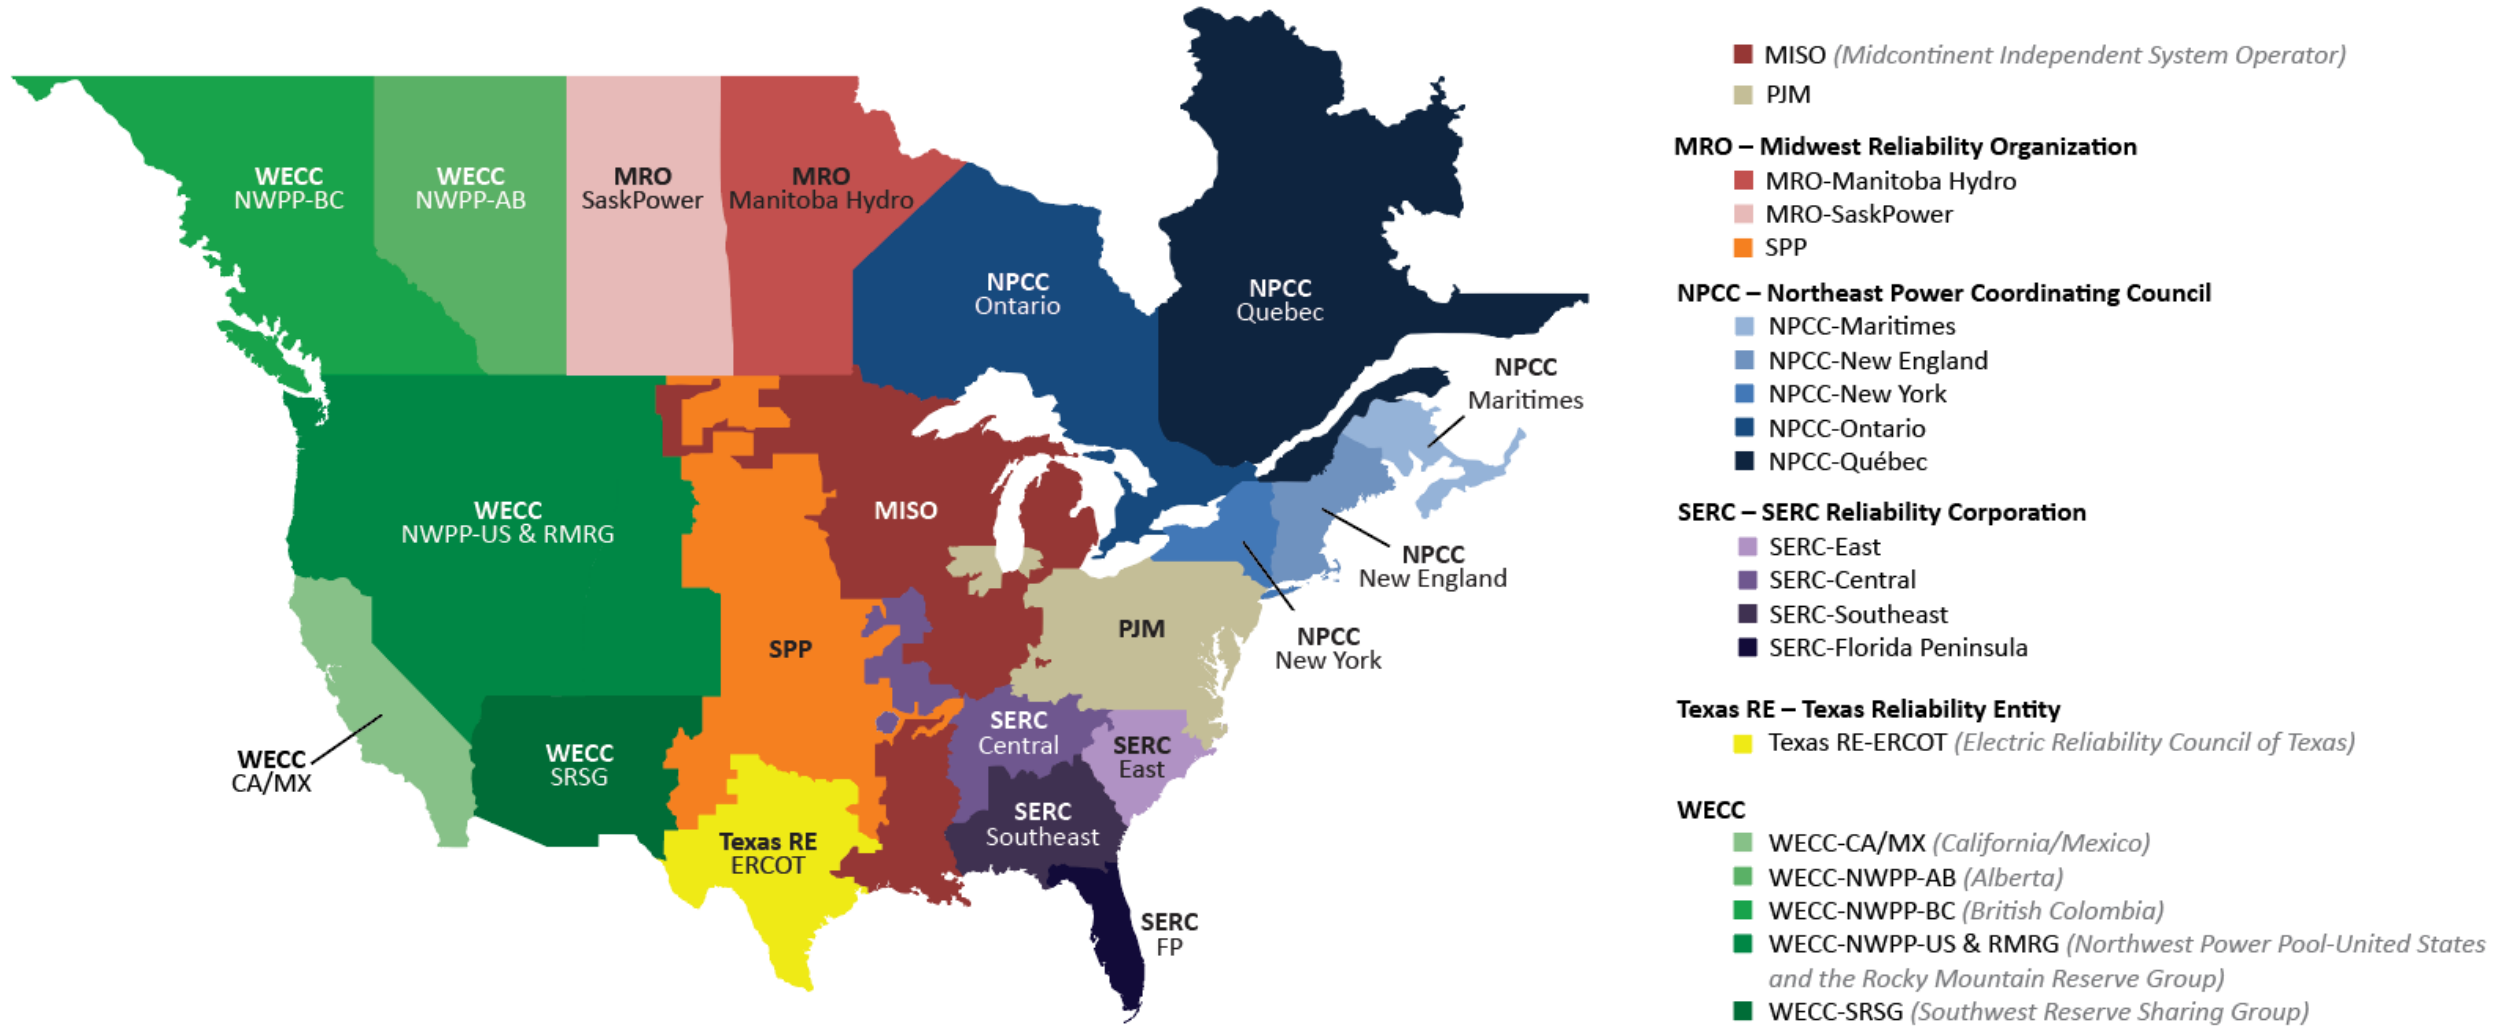 WECC
NWPP-BC
WECC
NWPP-AB
MRO
SaskPower
MRO
Manitoba Hydro
NPCC
Ontario
NPCC
Quebec
NPCC
Maritimes
WECC
NWPP-US & RMRG
MISO
NPCC
New England
SPP
PJM
NPCC
New York
WECC
CA/MX
WECC
SRSG
SERC
Central
SERC
East
Texas RE
ERCOT
SERC
Southeast
SERC
FP
MISO (Midcontinent Independent System Operator)
PJM
MRO – Midwest Reliability Organization
MRO-Manitoba Hydro
MRO-SaskPower
SPP
NPCC – Northeast Power Coordinating Council
NPCC-Maritimes
NPCC-New England
NPCC-New York
NPCC-Ontario
NPCC-Québec
SERC – SERC Reliability Corporation
SERC-East
SERC-Central
SERC-Southeast
SERC-Florida Peninsula
Texas RE – Texas Reliability Entity
Texas RE-ERCOT (Electric Reliability Council of Texas)
WECC
WECC-CA/MX (California/Mexico)
WECC-NWPP-AB (Alberta)
WECC-NWPP-BC (British Colombia)
WECC-NWPP-US & RMRG (Northwest Power Pool-United States
and the Rocky Mountain Reserve Group)
WECC-SRSG (Southwest Reserve Sharing Group)